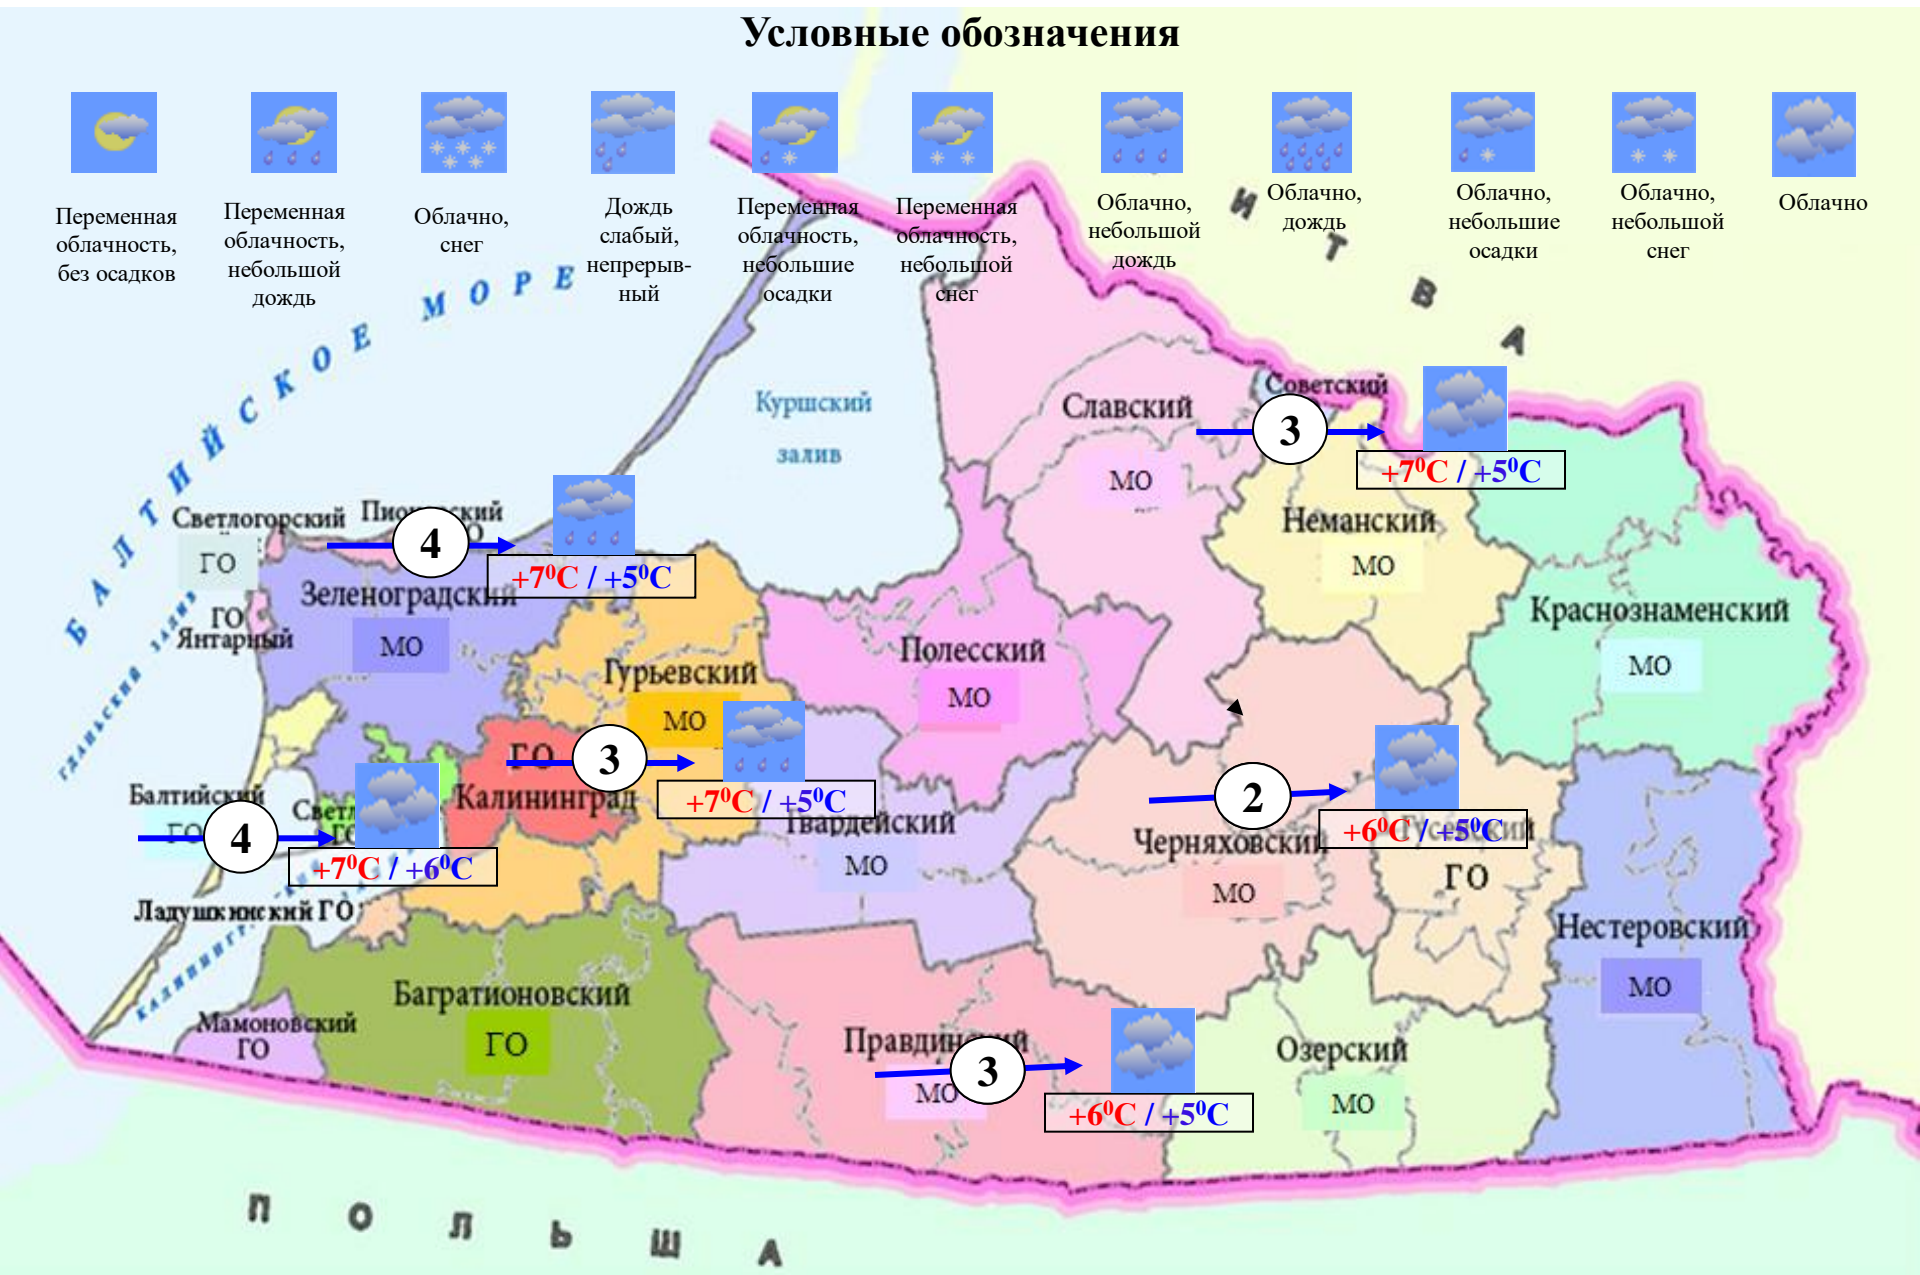 Условные обозначения
Переменная
облачность,
без осадков
Переменная
облачность,
небольшой
дождь
Облачно,
снег
Дождь
слабый,
непрерыв-
ный
Переменная
облачность,
небольшие
осадки
Переменная
облачность,
небольшой
снег
Облачно,
небольшой
дождь
Облачно,
дождь
Облачно,
небольшие
осадки
Облачно,
небольшой
снег
Облачно
БАЛТИЙСКОЕ МОРЕ
ИТВА
Куршский
залив
Славский
МО
Советский
3
+7⁰C / +5⁰C
Неманский
МО
Светлогорский
ГО
4
+7⁰C / +5⁰C
Зеленоградский
МО
ГО
Янтарный
Краснознаменский
МО
Полесский
МО
Гурьевский
МО
ГО
Калининград
3
+7⁰C / +5⁰C
Балтийский
ГО
4
+7⁰C / +6⁰C
Гвардейский
МО
Черняховский
МО
2
+6⁰C / +5⁰C
ГО
Ладушкинский ГО
Нестеровский
МО
Багратионовский
ГО
Мамоновский
ГО
Правдинский
МО
3
+6⁰C / +5⁰C
Озерский
МО
ПОЛЬША